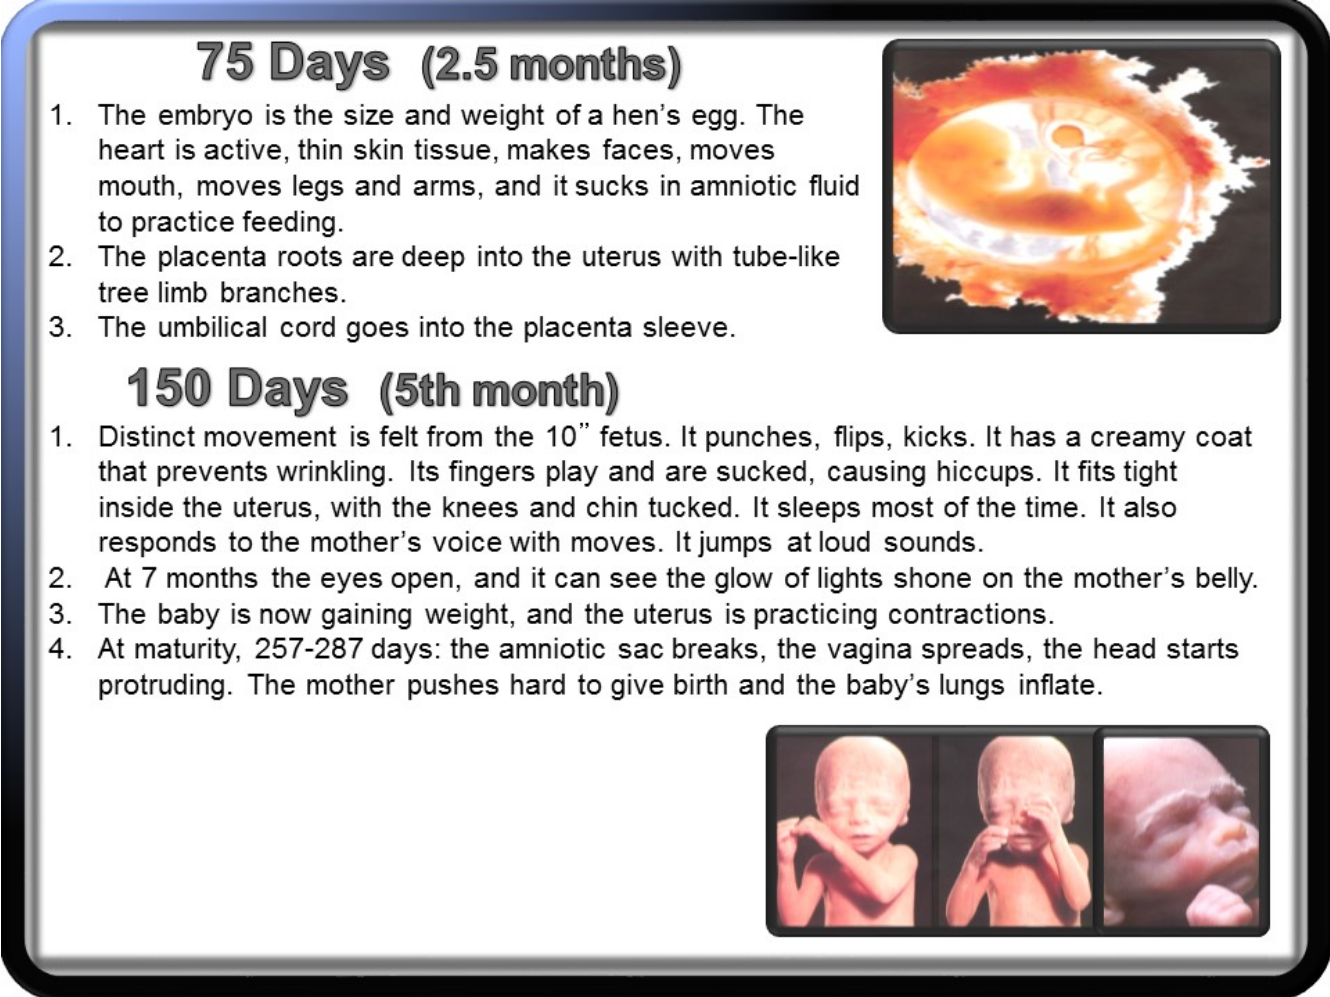 75 Days (2.5 months)
1. The embryo is the size and weight of a hen’s egg. The
heart is active, thin skin tissue, makes faces, moves
mouth, moves legs and arms, and it sucks in amniotic fluid
to practice feeding.
2. The placenta roots are deep into the uterus with tube-like
tree limb branches.
3. The umbilical cord goes into the placenta sleeve.
150 Days (5th month)
1. Distinct movement is felt from the 10” fetus. It punches, flips, kicks. It has a creamy coat
that prevents wrinkling. Its fingers play and are sucked, causing hiccups. It fits tight
inside the uterus, with the knees and chin tucked. It sleeps most of the time. It also
responds to the mother’s voice with moves. It jumps at loud sounds.
2. At 7 months the eyes open, and it can see the glow of lights shone on the mother’s belly.
3. The baby is now gaining weight, and the uterus is practicing contractions.
4. At maturity, 257-287 days: the amniotic sac breaks, the vagina spreads, the head starts
protruding. The mother pushes hard to give birth and the baby’s lungs inflate.